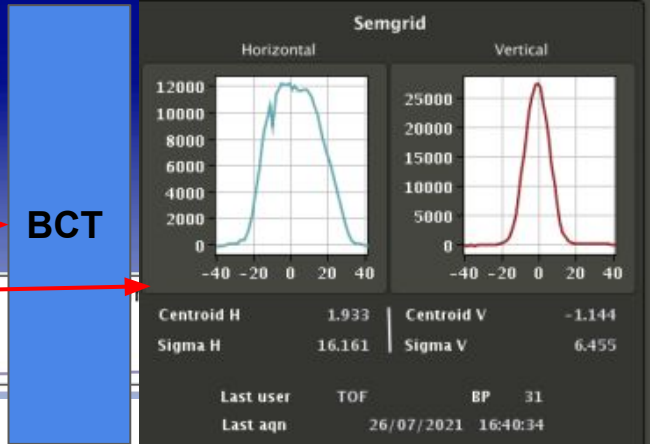 BCT
Semgrid
Horizontal Vertical
12000
10000
8000
6000
4000
2000
0
-40 -20 0 20 40
25000
20000
15000
10000
5000
0
-40 -20 0 20 40
Centroid H 1.933 Centroid V -1.144
Sigma H 16.161 Sigma V 6.455
Last user TOF BP 31
Last aqn 26/07/2021 16:40:34